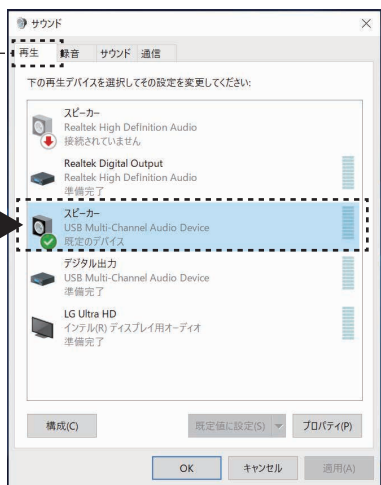 サウンド
再生 録音 サウンド 通信
下の再生デバイスを選択してその設定を変更してください:
スピーカー
Realtek High Definition Audio
接続されていません
Realtek Digital Output
Realtek High Definition Audio
準備完了
スピーカー
USB Multi-Channel Audio Device
既定のデバイス
デジタル出力
USB Multi-Channel Audio Device
準備完了
LG Ultra HD
インテル(R) ディスプレイ用オーディオ
準備完了
構成(C) 既定値に設定(S) プロパティ(P)
OK キャンセル 適用(A)